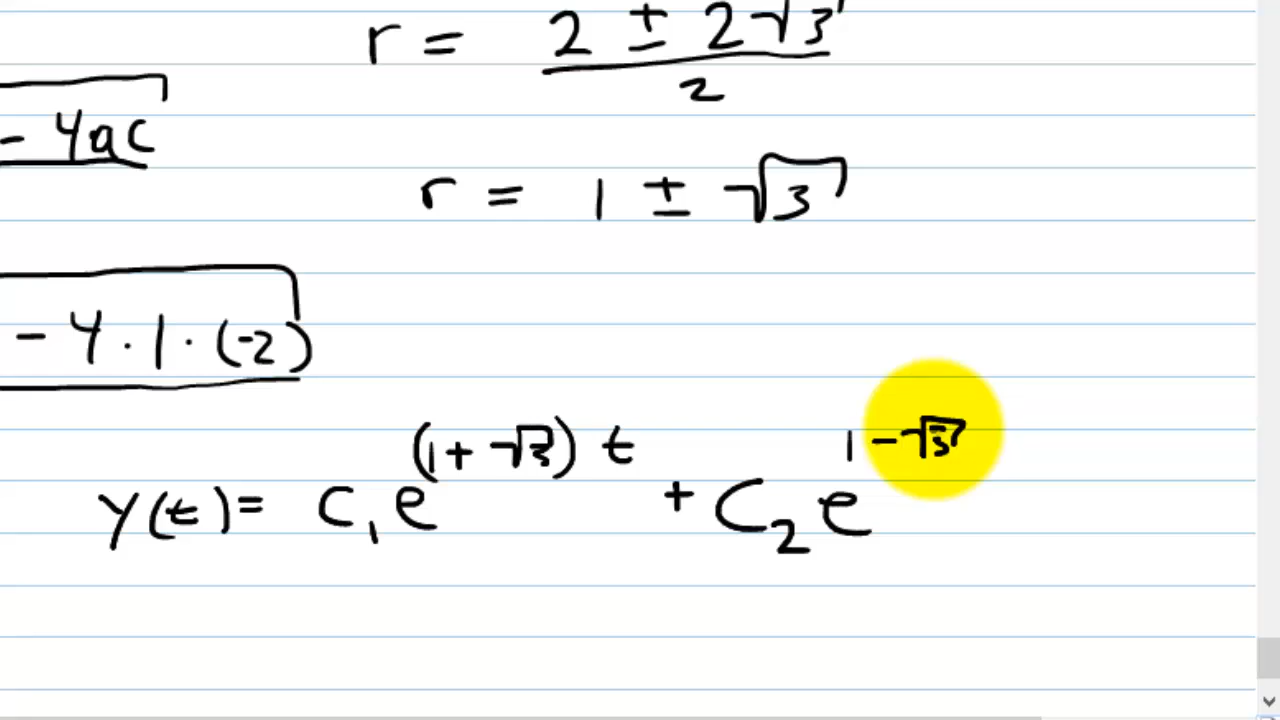 r = (2 ± 2√3)/2
- 4ac
r = 1 ± √3
- 4 · 1 · (-2)
y(t) = c₁e^((1 + √3) t) + c₂e^(1 - √3)